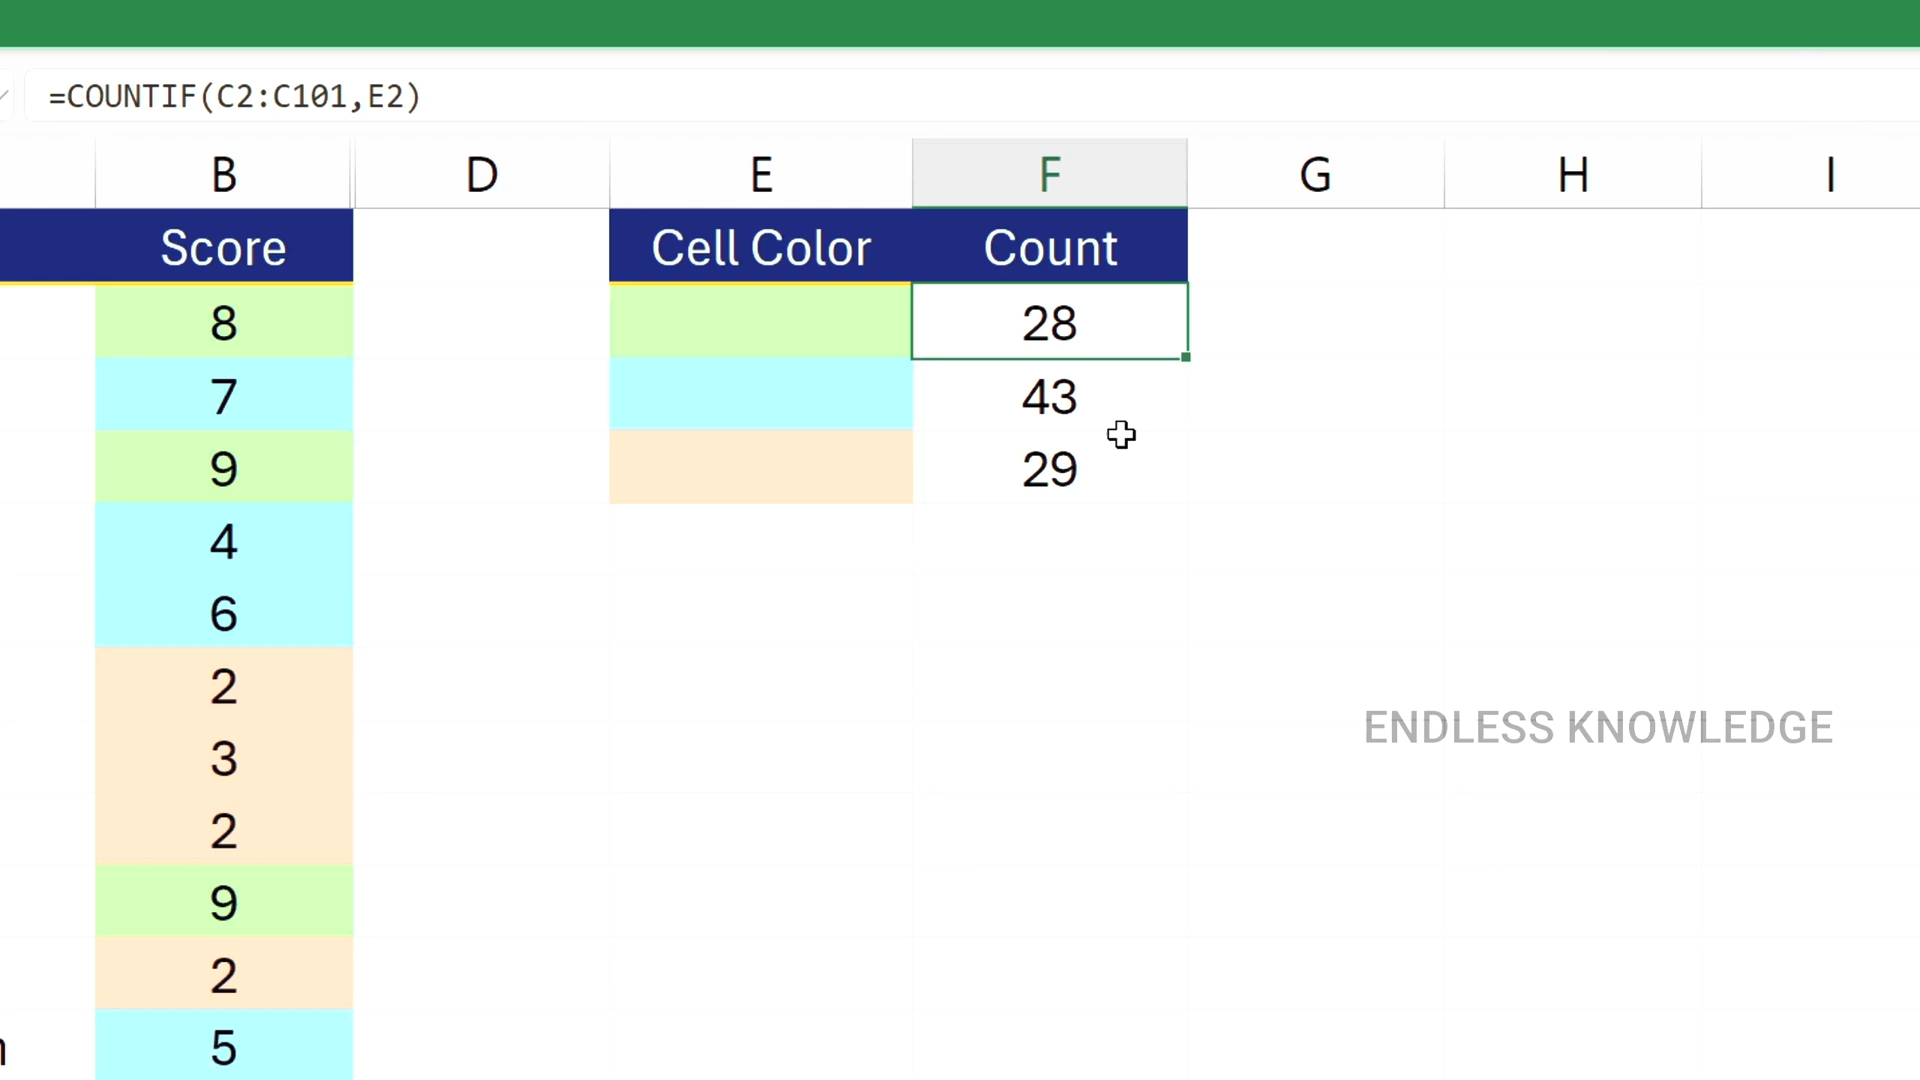 =COUNTIF(C2:C101,E2)
B D E F G H I
Score Cell Color Count
8 28
7 43
9 29
4
6
2
3
2
9
2
5
ENDLESS KNOWLEDGE